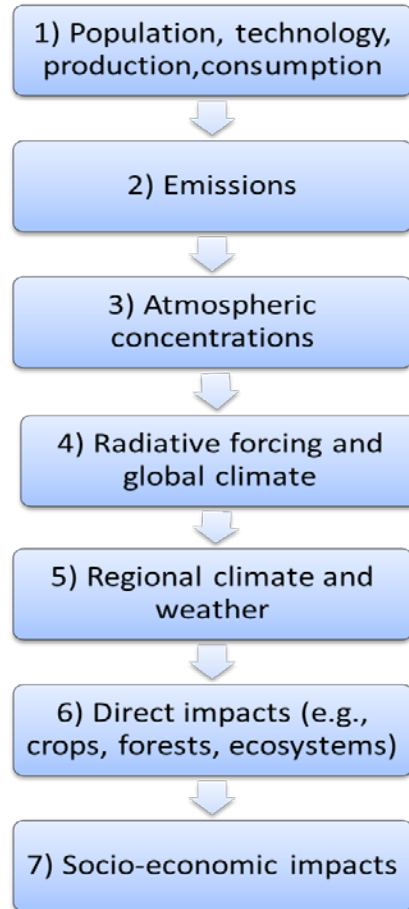 1) Population, technology,
production,consumption
2) Emissions
3) Atmospheric
concentrations
4) Radiative forcing and
global climate
5) Regional climate and
weather
6) Direct impacts (e.g.,
crops, forests, ecosystems)
7) Socio-economic impacts